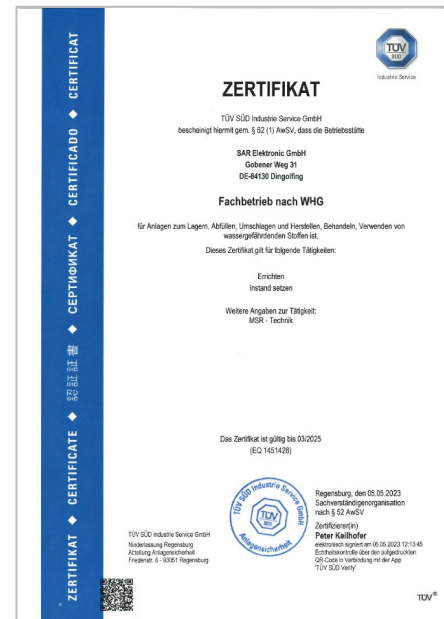 ZERTIFIKAT ◆ CERTIFICATE ◆ 認証証書 ◆ СЕРТИФИКАТ ◆ CERTIFICADO ◆ CERTIFICAT
TÜV
SÜD
Industrie Service
ZERTIFIKAT
TÜV SÜD Industrie Service GmbH
bescheinigt hiermit gem. § 62 (1) AwSV, dass die Betriebsstätte
SAR Elektronic GmbH
Gobener Weg 31
DE-84130 Dingolfing
Fachbetrieb nach WHG
für Anlagen zum Lagern, Abfüllen, Umschlagen und Herstellen, Behandeln, Verwenden von
wassergefährdenden Stoffen ist.
Dieses Zertifikat gilt für folgende Tätigkeiten:
Errichten
Instand setzen
Weitere Angaben zur Tätigkeit:
MSR - Technik
Das Zertifikat ist gültig bis 03/2025
(EQ 1451428)
TÜV SÜD Industrie Service GmbH
TÜV
SÜD
Anlagensicherheit
Regensburg, den 05.05.2023
Sachverständigenorganisation
nach § 52 AwSV
Zertifizierer(in)
Peter Keilhofer
elektronisch signiert am 05.05.2023 12:13:45
Echtheitskontrolle über den aufgedruckten
QR-Code in Verbindung mit der App
'TÜV SÜD Verify'
TÜV SÜD Industrie Service GmbH
Niederlassung Regensburg
Abteilung Anlagensicherheit
Friedenstr. 6 - 93051 Regensburg
TÜV®